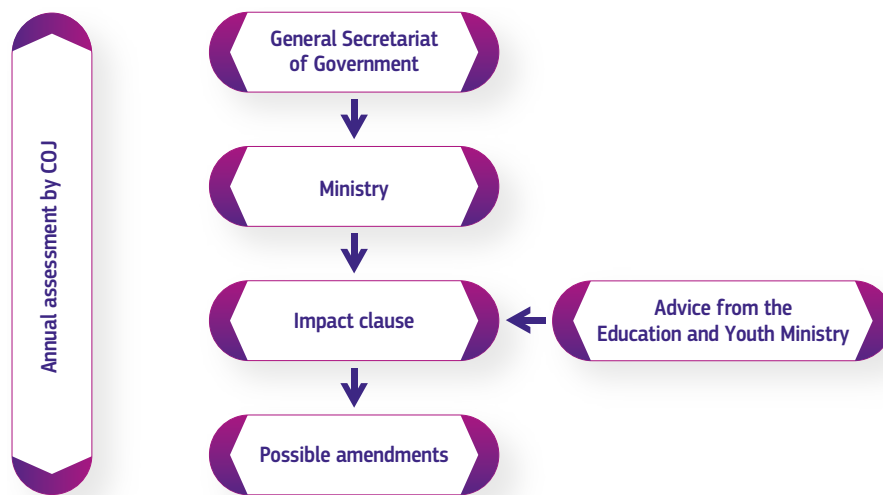 Annual assessment by COJ
General Secretariat
of Government
Ministry
Impact clause
Advice from the
Education and Youth Ministry
Possible amendments